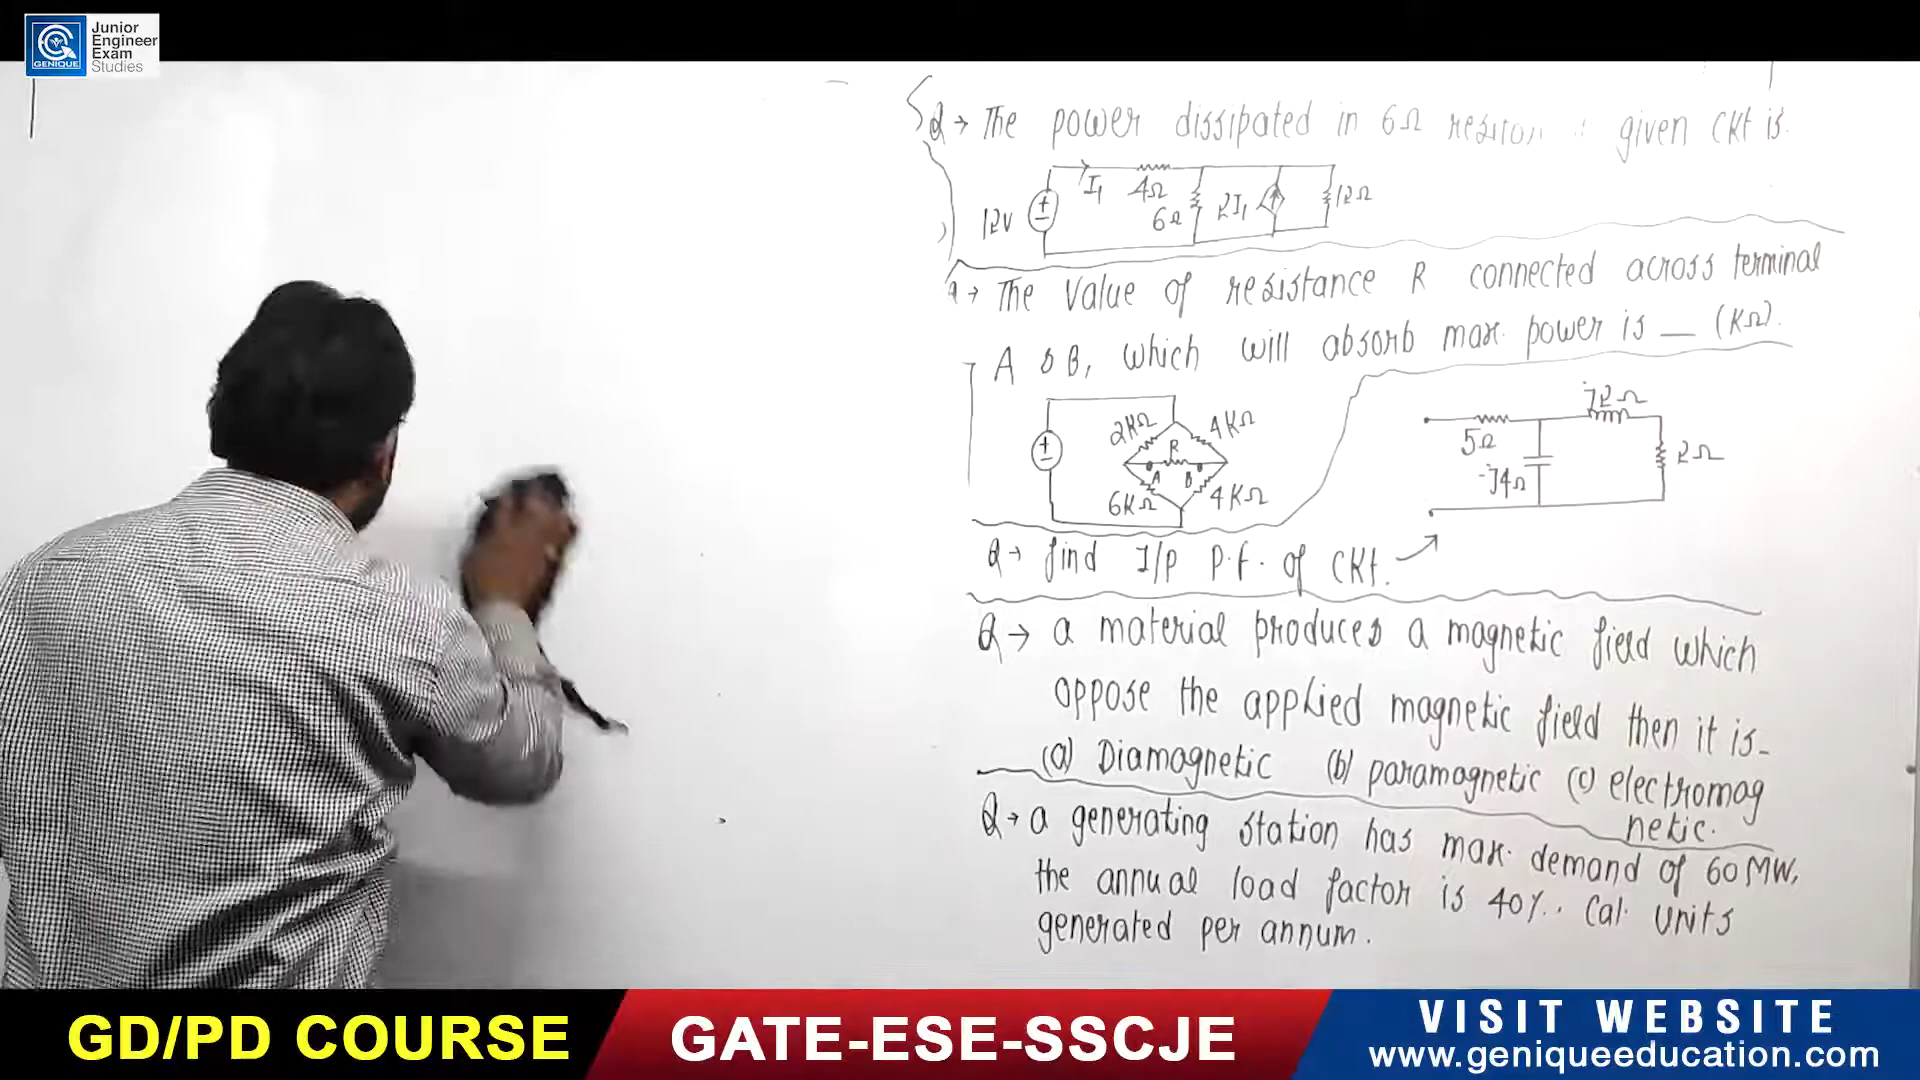 GENIQUE
Junior
Engineer
Exam
Studies
Q → The power dissipated in 6Ω given ckt is.
I₁
4Ω
12V
6Ω
2I₁
12Ω
Q → The value of resistance R connected across terminal
A & B, which will absorb max. power is __ (KΩ).
2KΩ
4KΩ
R
A
B
6KΩ
4KΩ
j2Ω
5Ω
-j4Ω
2Ω
Q → find I/P P.F. of ckt.
Q → a material produces a magnetic field which
oppose the applied magnetic field then it is-
(a) Diamagnetic (b) paramagnetic (c) electromag
netic.
Q → a generating station has max. demand of 60MW,
the annual load factor is 40%. Cal. units
generated per annum.
GD/PD COURSE
GATE-ESE-SSCJE
VISIT WEBSITE
www.geniqueeducation.com